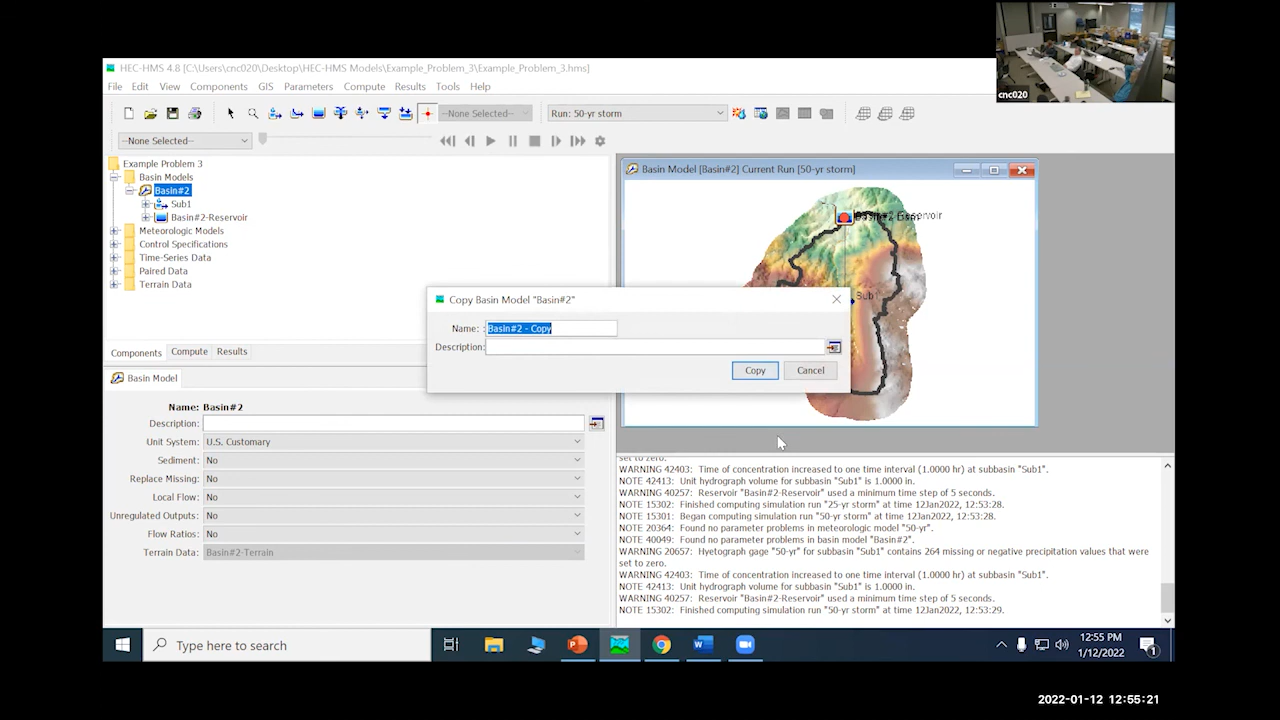 cnc020
HEC-HMS 4.8 [C:\Users\cnc020\Desktop\HEC-HMS Models\Example_Problem_3\Example_Problem_3.hms]
File Edit View Components GIS Parameters Compute Results Tools Help
--None Selected--
Run: 50-yr storm
--None Selected--
Example Problem 3
Basin Models
Basin#2
Sub1
Basin#2-Reservoir
Meteorologic Models
Control Specifications
Time-Series Data
Paired Data
Terrain Data
Components Compute Results
Basin Model
Name: Basin#2
Description:
Unit System: U.S. Customary
Sediment: No
Replace Missing: No
Local Flow: No
Unregulated Outputs: No
Flow Ratios: No
Terrain Data: Basin#2-Terrain
Basin Model [Basin#2] Current Run [50-yr storm]
Reservoir
Sub1
Copy Basin Model "Basin#2"
Name: : Basin#2 - Copy
Description:
Copy Cancel
set to zero.
WARNING 42403: Time of concentration increased to one time interval (1.0000 hr) at subbasin "Sub1".
NOTE 42413: Unit hydrograph volume for subbasin "Sub1" is 1.0000 in.
WARNING 40257: Reservoir "Basin#2-Reservoir" used a minimum time step of 5 seconds.
NOTE 15302: Finished computing simulation run "25-yr storm" at time 12Jan2022, 12:53:28.
NOTE 15301: Began computing simulation run "50-yr storm" at time 12Jan2022, 12:53:28.
NOTE 20364: Found no parameter problems in meteorologic model "50-yr".
NOTE 40049: Found no parameter problems in basin model "Basin#2".
WARNING 20657: Hyetograph gage "50-yr" for subbasin "Sub1" contains 264 missing or negative precipitation values that were
set to zero.
WARNING 42403: Time of concentration increased to one time interval (1.0000 hr) at subbasin "Sub1".
NOTE 42413: Unit hydrograph volume for subbasin "Sub1" is 1.0000 in.
WARNING 40257: Reservoir "Basin#2-Reservoir" used a minimum time step of 5 seconds.
NOTE 15302: Finished computing simulation run "50-yr storm" at time 12Jan2022, 12:53:29.
Type here to search
12:55 PM
1/12/2022
1
2022-01-12 12:55:21